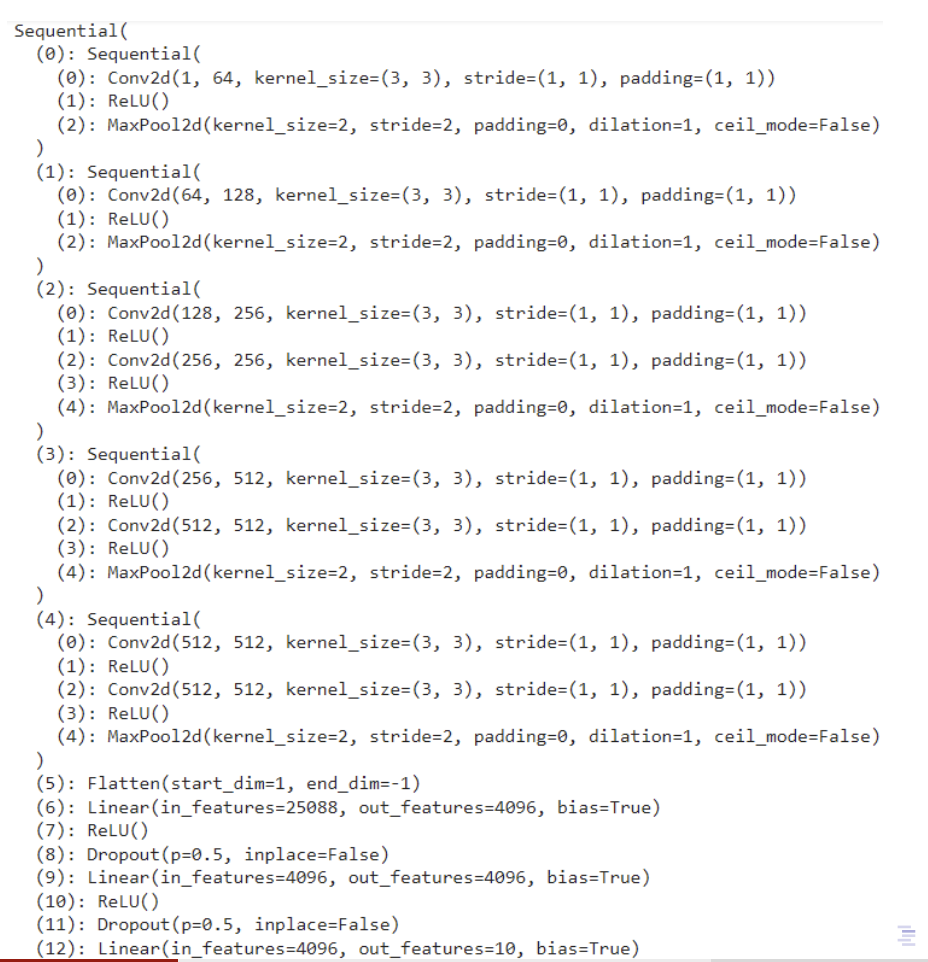 Sequential(
  (0): Sequential(
    (0): Conv2d(1, 64, kernel_size=(3, 3), stride=(1, 1), padding=(1, 1))
    (1): ReLU()
    (2): MaxPool2d(kernel_size=2, stride=2, padding=0, dilation=1, ceil_mode=False)
  )
  (1): Sequential(
    (0): Conv2d(64, 128, kernel_size=(3, 3), stride=(1, 1), padding=(1, 1))
    (1): ReLU()
    (2): MaxPool2d(kernel_size=2, stride=2, padding=0, dilation=1, ceil_mode=False)
  )
  (2): Sequential(
    (0): Conv2d(128, 256, kernel_size=(3, 3), stride=(1, 1), padding=(1, 1))
    (1): ReLU()
    (2): Conv2d(256, 256, kernel_size=(3, 3), stride=(1, 1), padding=(1, 1))
    (3): ReLU()
    (4): MaxPool2d(kernel_size=2, stride=2, padding=0, dilation=1, ceil_mode=False)
  )
  (3): Sequential(
    (0): Conv2d(256, 512, kernel_size=(3, 3), stride=(1, 1), padding=(1, 1))
    (1): ReLU()
    (2): Conv2d(512, 512, kernel_size=(3, 3), stride=(1, 1), padding=(1, 1))
    (3): ReLU()
    (4): MaxPool2d(kernel_size=2, stride=2, padding=0, dilation=1, ceil_mode=False)
  )
  (4): Sequential(
    (0): Conv2d(512, 512, kernel_size=(3, 3), stride=(1, 1), padding=(1, 1))
    (1): ReLU()
    (2): Conv2d(512, 512, kernel_size=(3, 3), stride=(1, 1), padding=(1, 1))
    (3): ReLU()
    (4): MaxPool2d(kernel_size=2, stride=2, padding=0, dilation=1, ceil_mode=False)
  )
  (5): Flatten(start_dim=1, end_dim=-1)
  (6): Linear(in_features=25088, out_features=4096, bias=True)
  (7): ReLU()
  (8): Dropout(p=0.5, inplace=False)
  (9): Linear(in_features=4096, out_features=4096, bias=True)
  (10): ReLU()
  (11): Dropout(p=0.5, inplace=False)
  (12): Linear(in_features=4096, out_features=10, bias=True)